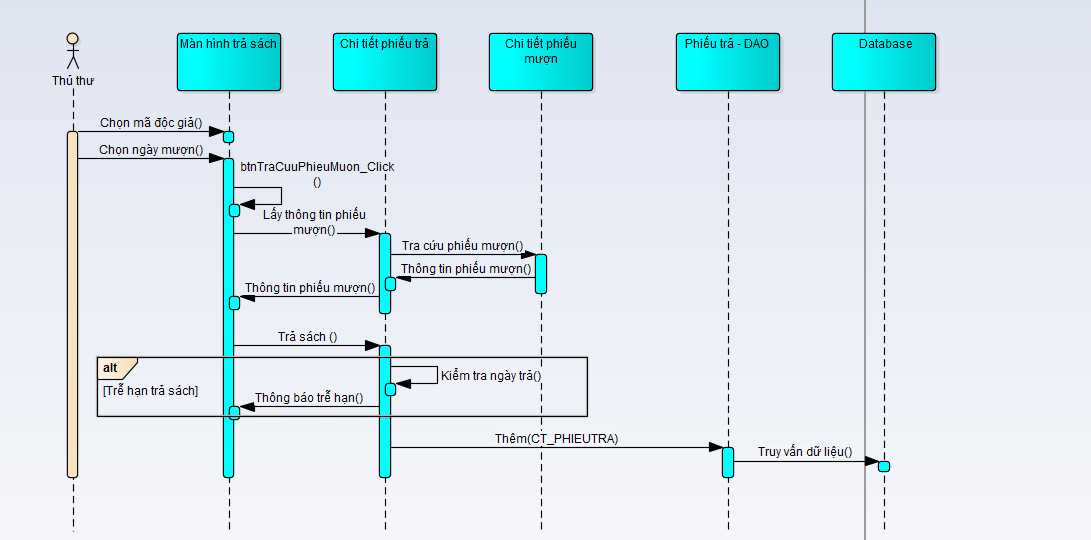 Màn hình trả sách
Chi tiết phiếu trả
Chi tiết phiếu
mượn
Phiếu trả - DAO
Database
Thủ thư
Chọn mã độc giả()
Chọn ngày mượn()
btnTraCuuPhieuMuon_Click
()
Lấy thông tin phiếu
mượn()
Tra cứu phiếu mượn()
Thông tin phiếu mượn()
Thông tin phiếu mượn()
Trả sách ()
alt
[Trễ hạn trả sách]
Kiểm tra ngày trả()
Thông báo trễ hạn()
Thêm(CT_PHIEUTRA)
Truy vấn dữ liệu()